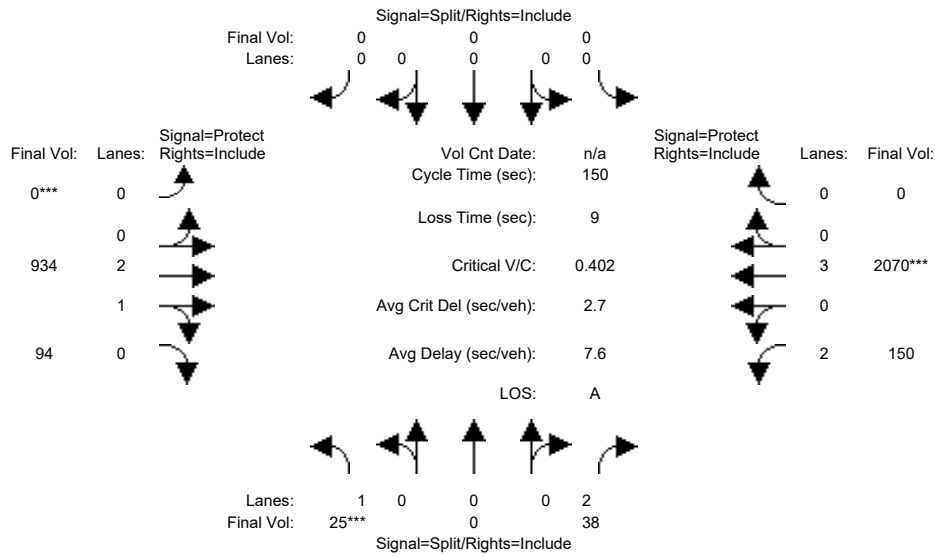 Signal=Split/Rights=Include
Final Vol: 0 0 0
Lanes: 0 0 0 0 0
Signal=Protect Signal=Protect
Final Vol: Lanes: Rights=Include Vol Cnt Date: n/a Rights=Include Lanes: Final Vol:
Cycle Time (sec): 150
0*** 0 0 0
Loss Time (sec): 9
0 0
934 2 Critical V/C: 0.402 3 2070***
1 Avg Crit Del (sec/veh): 2.7 0
94 0 Avg Delay (sec/veh): 7.6 2 150
LOS: A
Lanes: 1 0 0 0 2
Final Vol: 25*** 0 38
Signal=Split/Rights=Include